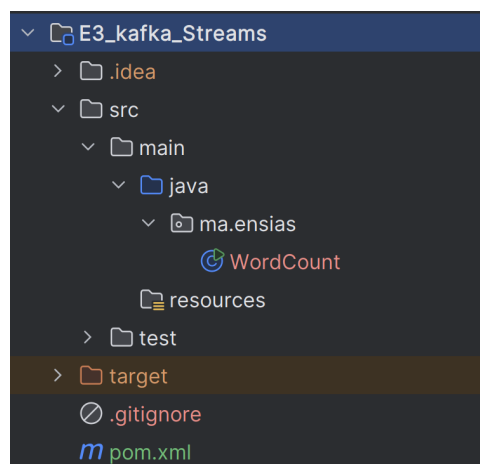 E3_kafka_Streams
.idea
src
main
java
ma.ensias
WordCount
resources
test
target
.gitignore
m pom.xml